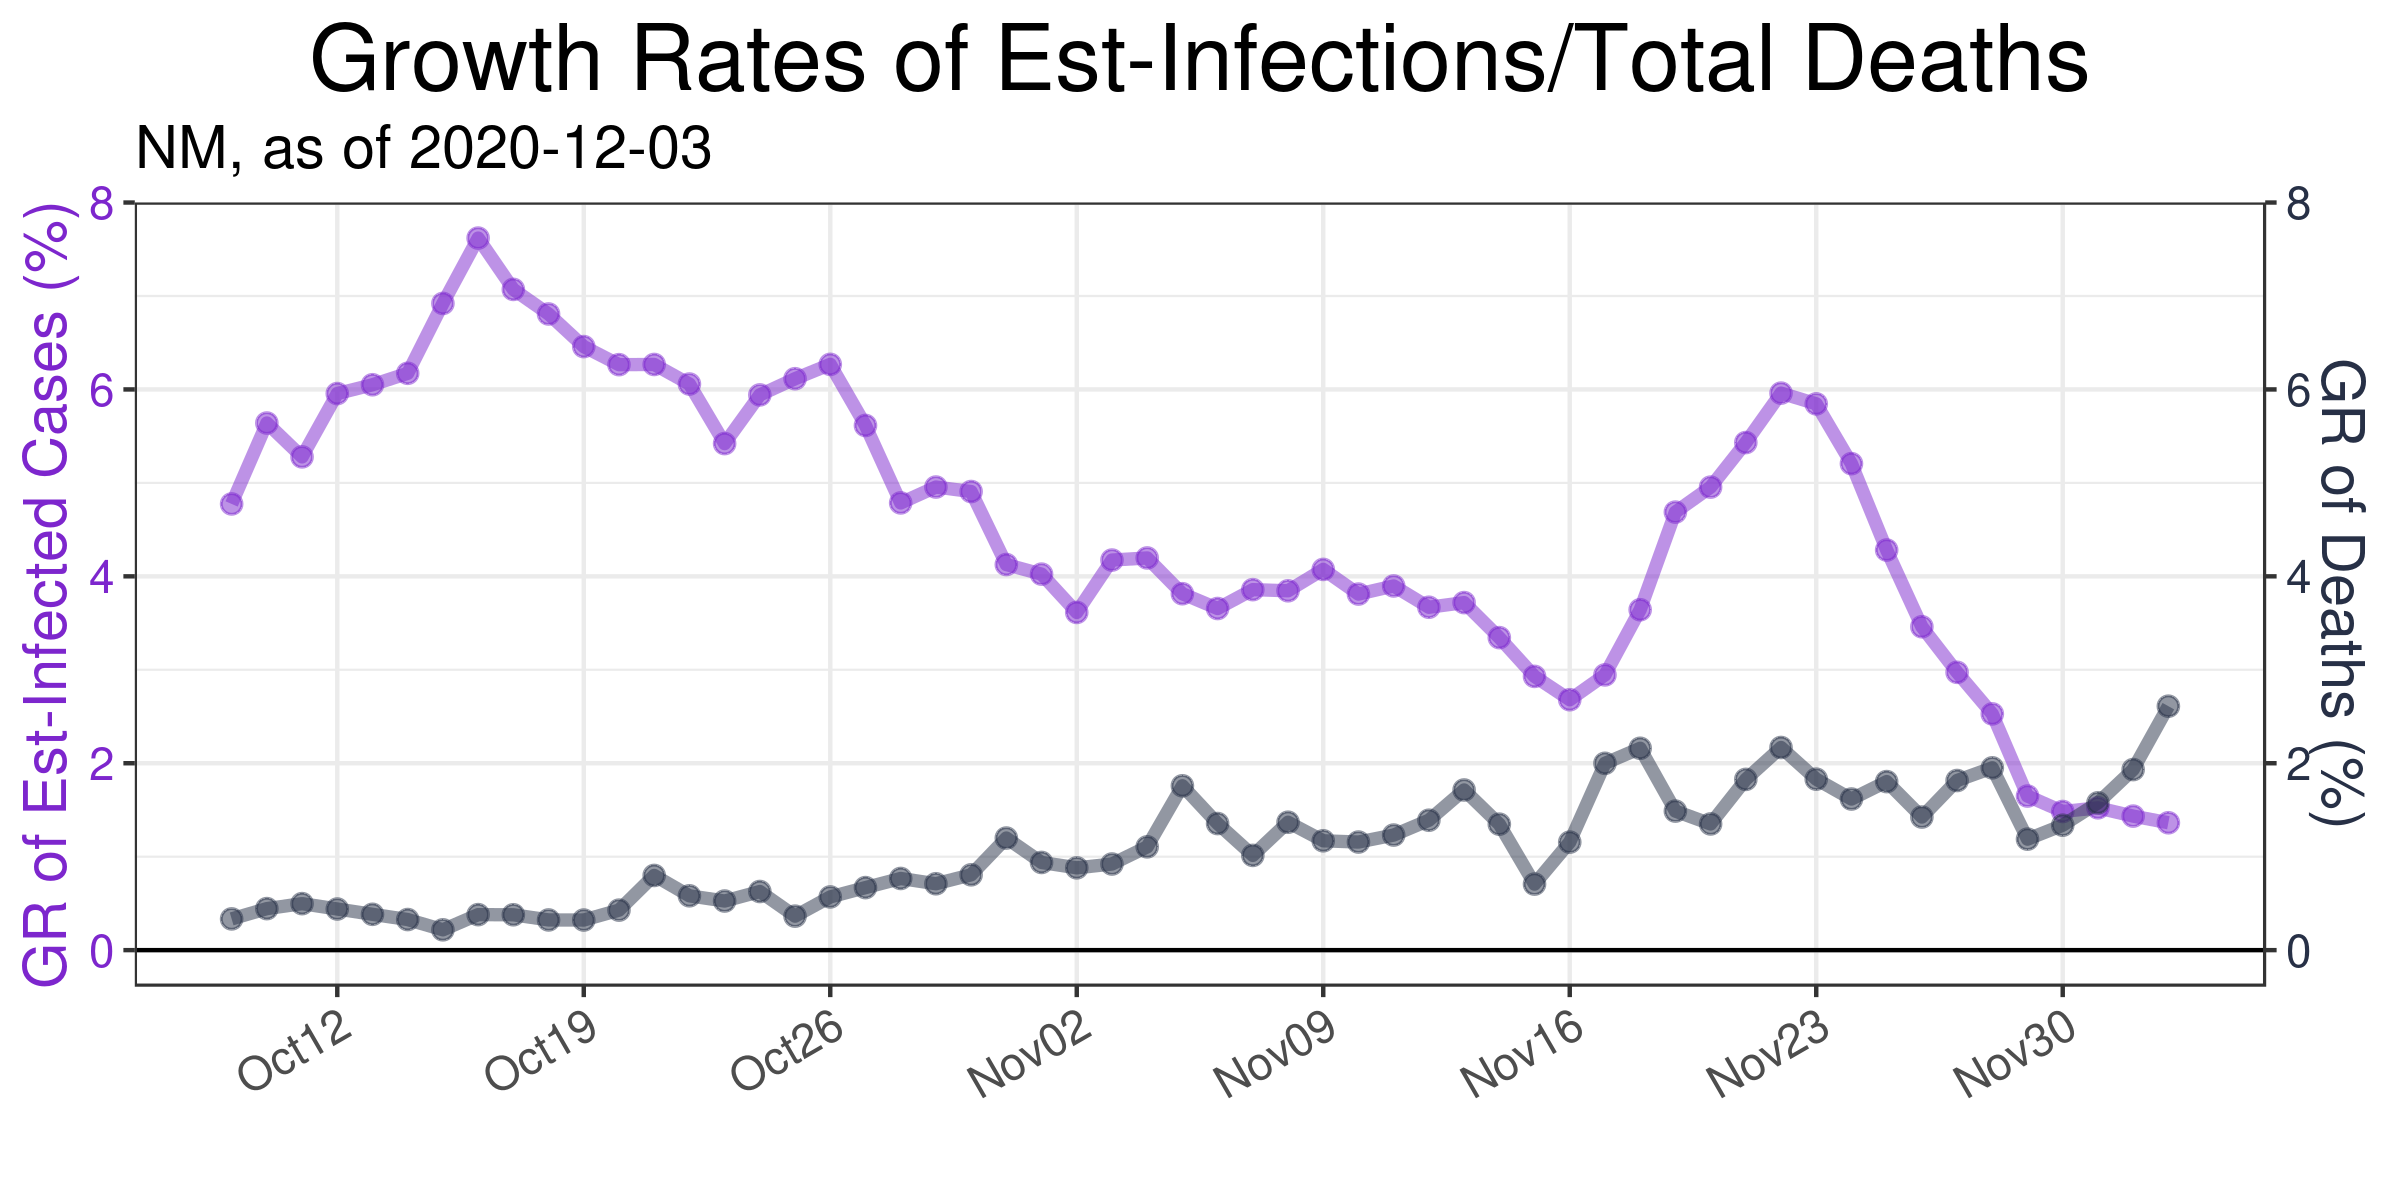 Growth Rates of Est-Infections/Total Deaths
NM, as of 2020-12-03
GR of Est-Infected Cases (%)
8
6
4
2
0
8
6
4
2
0
GR of Deaths (%)
Oct12
Oct19
Oct26
Nov02
Nov09
Nov16
Nov23
Nov30